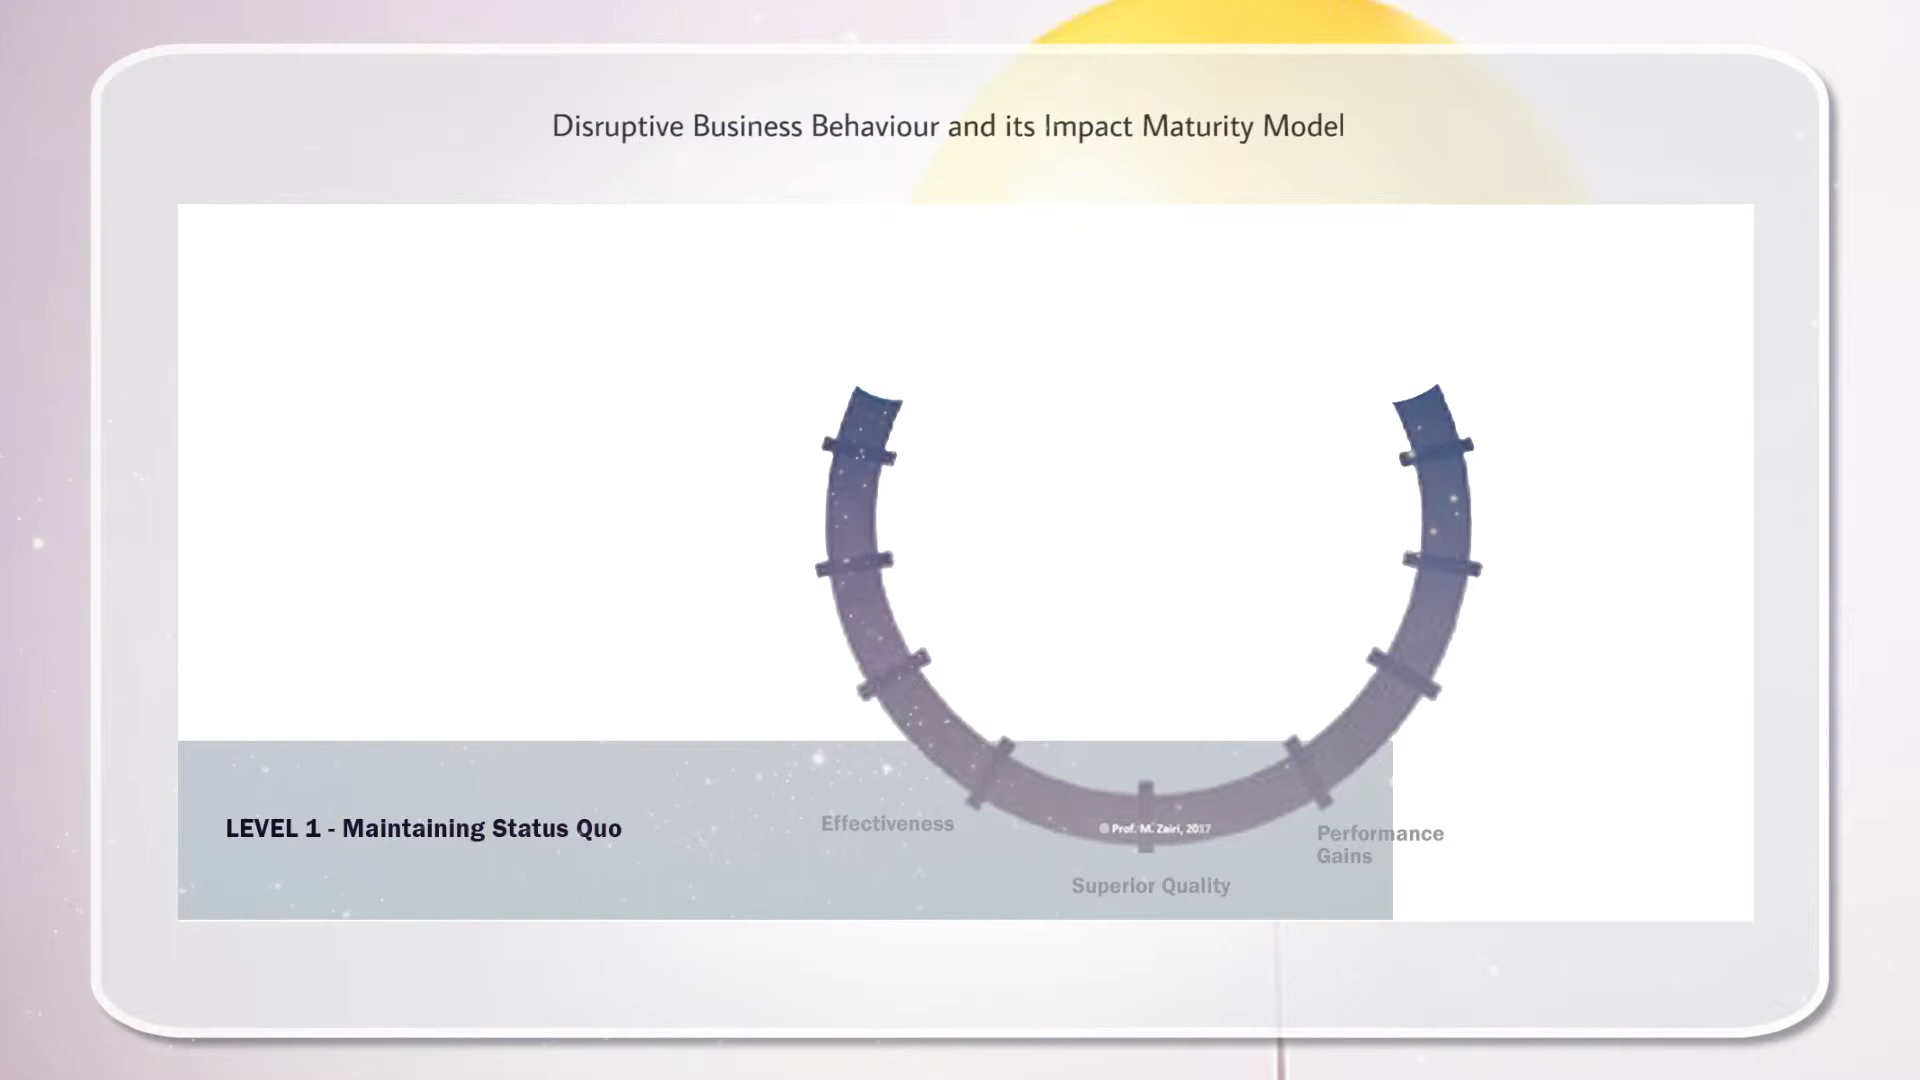 Disruptive Business Behaviour and its Impact Maturity Model
LEVEL 1 - Maintaining Status Quo
Effectiveness
© Prof. M. Zairi, 2017
Superior Quality
Performance
Gains